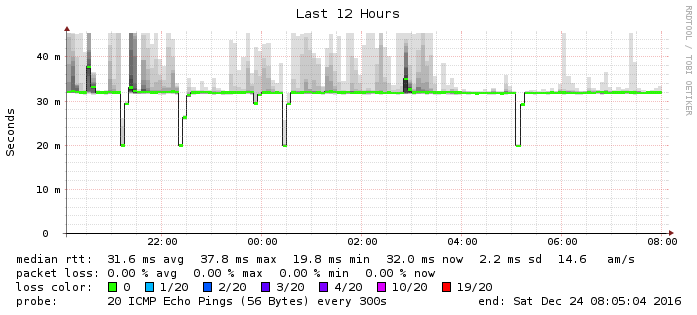 Last 12 Hours
RRDTOOL / TOBI OETIKER
Seconds
40 m
30 m
20 m
10 m
0
22:00 00:00 02:00 04:00 06:00 08:00
median rtt: 31.6 ms avg 37.8 ms max 19.8 ms min 32.0 ms now 2.2 ms sd 14.6 am/s
packet loss: 0.00 % avg 0.00 % max 0.00 % min 0.00 % now
loss color: 0 1/20 2/20 3/20 4/20 10/20 19/20
probe: 20 ICMP Echo Pings (56 Bytes) every 300s end: Sat Dec 24 08:05:04 2016